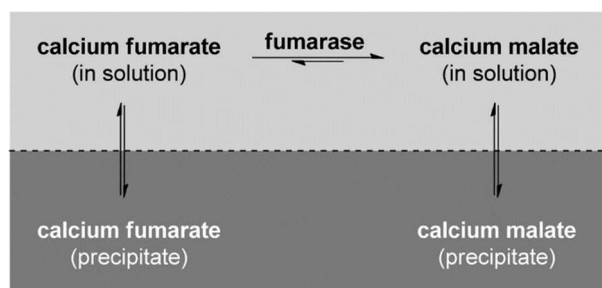 calcium fumarate
(in solution)
fumarase
calcium malate
(in solution)
calcium fumarate
(precipitate)
calcium malate
(precipitate)